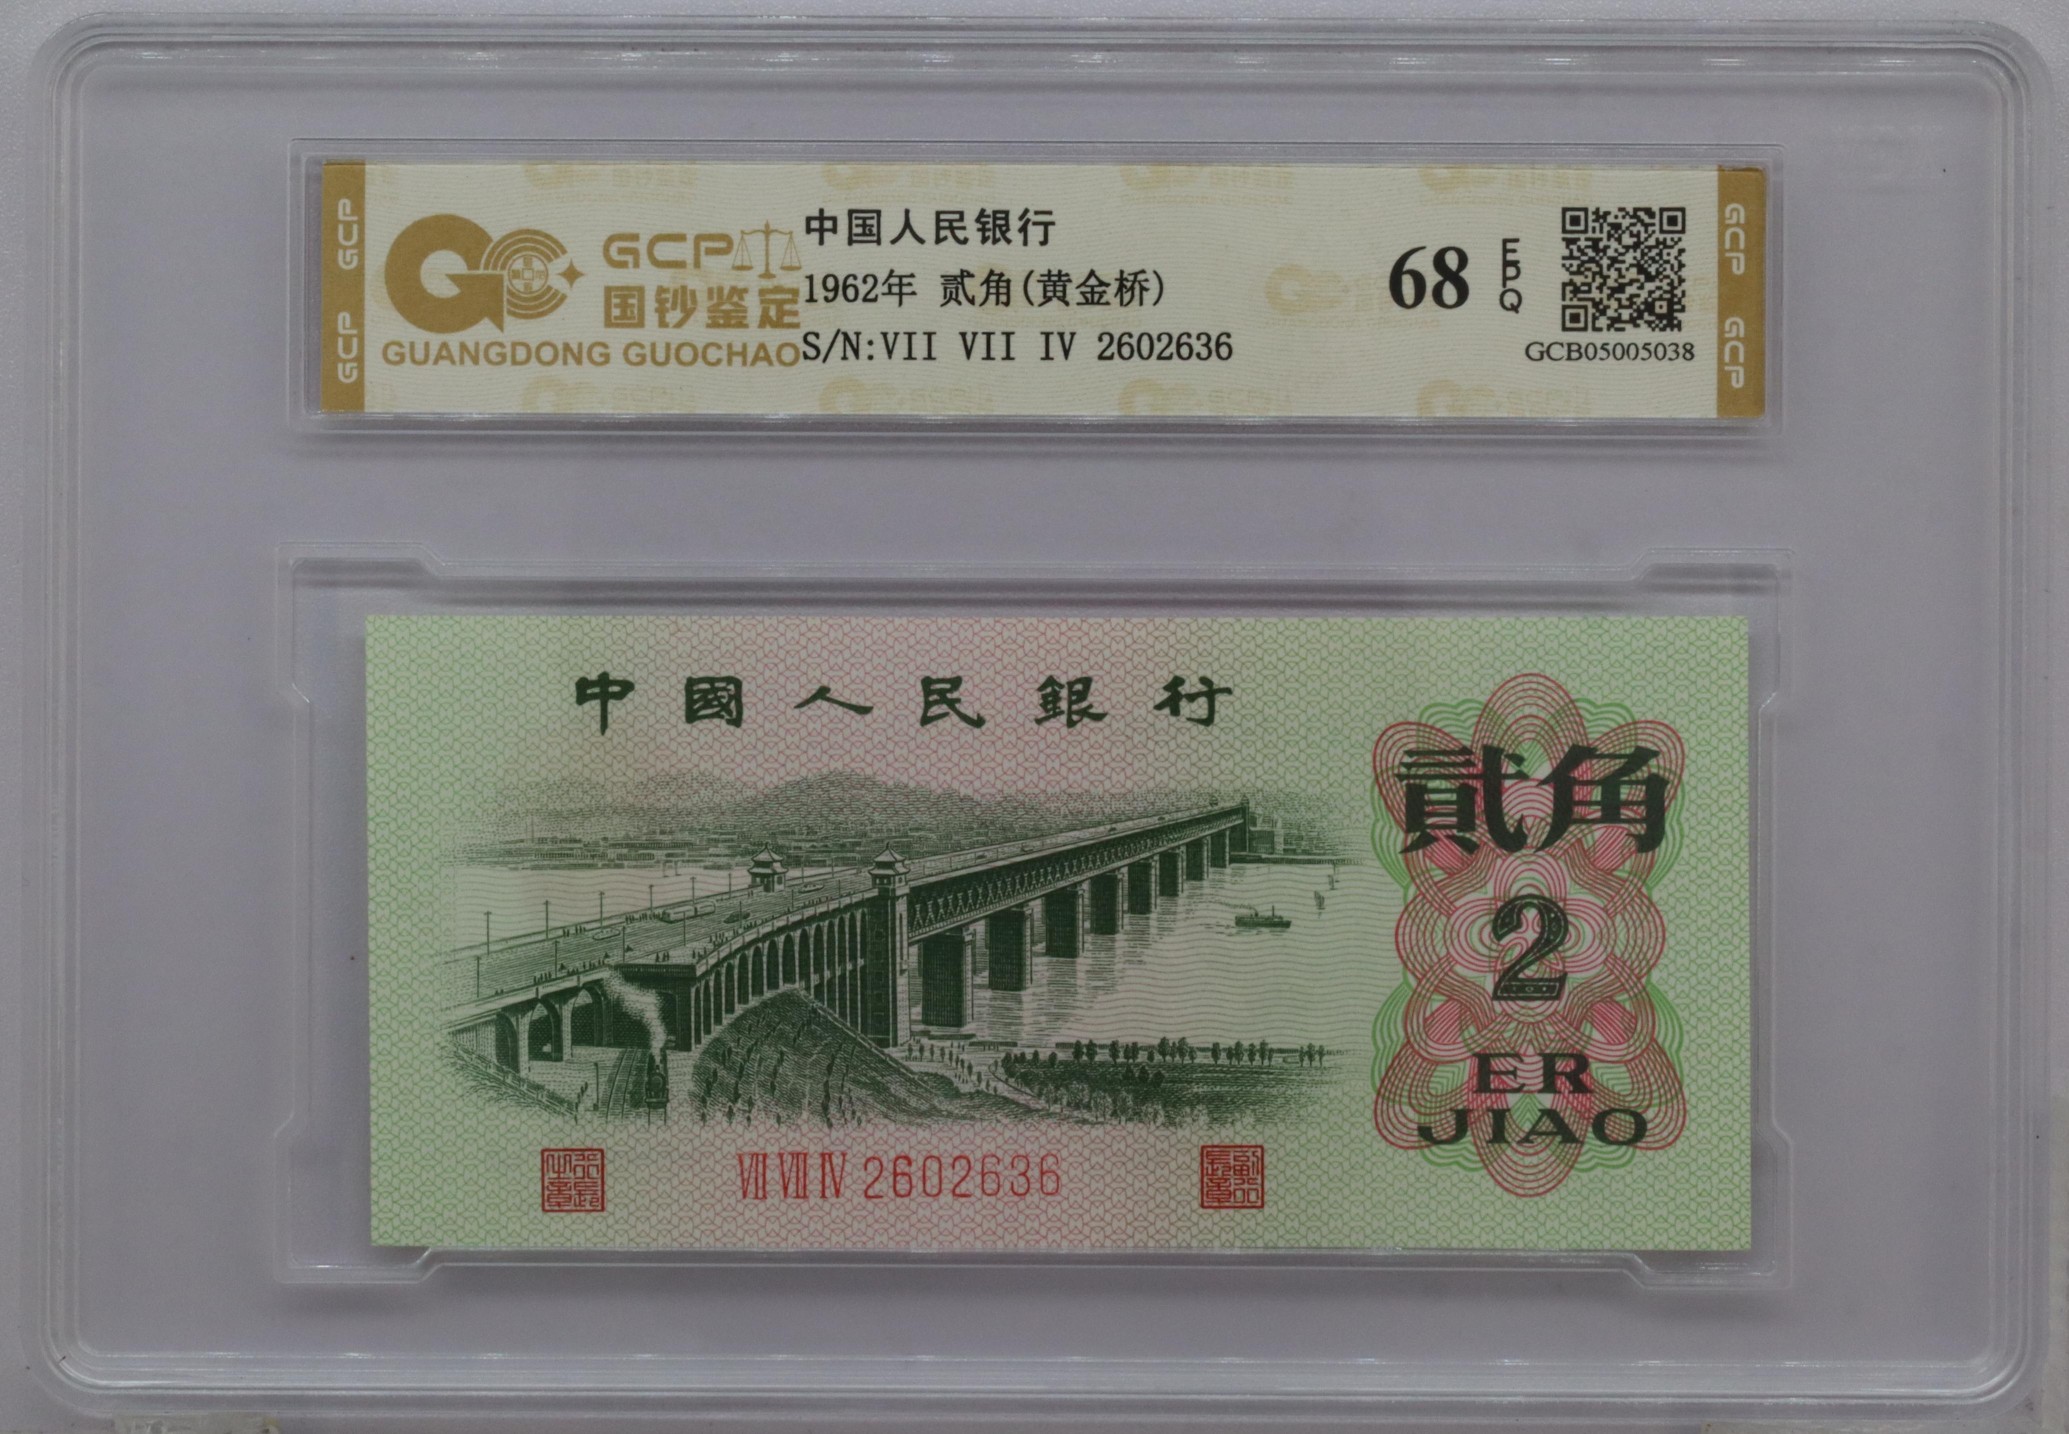 GCP
GCP
GCP
国钞鉴定
GUANGDONG GUOCHAO
中国人民银行
1962年 贰角(黄金桥)
S/N:VII VII IV 2602636
68
EPQ
GCB05005038
GCP
GCP
中國人民銀行
貳角
2
ER
JIAO
VII VII IV 2602636